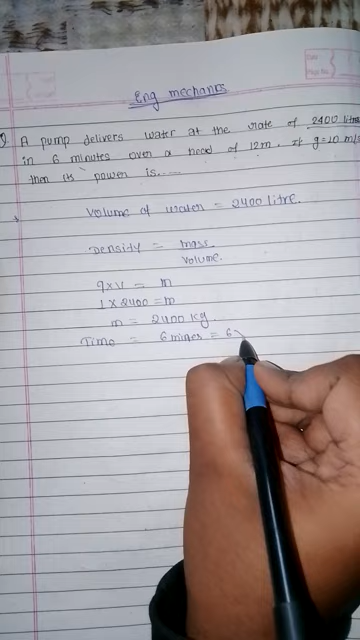 Eng mechanics
Q A pump delivers water at the rate of 2400 litre
in 6 minutes over a head of 12m. If g=10 m/s
then its power is.....
Volume of water = 2400 litre.
Density = mass
volume.
ρxv = m
1 x 2400 = m
m = 2400 kg.
Time = 6 mines = 6